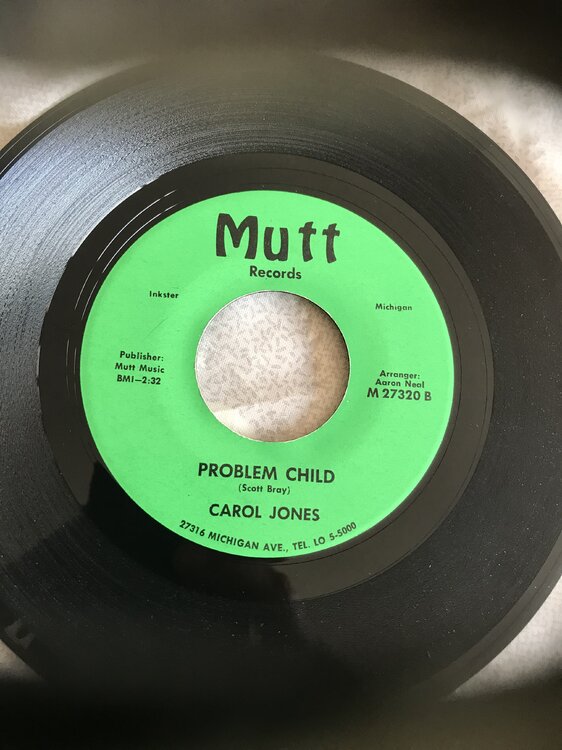 Mutt
Records
Inkster
Michigan
Publisher:
Mutt Music
BMI—2:32
Arranger:
Aaron Neal
M 27320 B
PROBLEM CHILD
(Scott Bray)
CAROL JONES
27316 MICHIGAN AVE., TEL. LO 5-5000